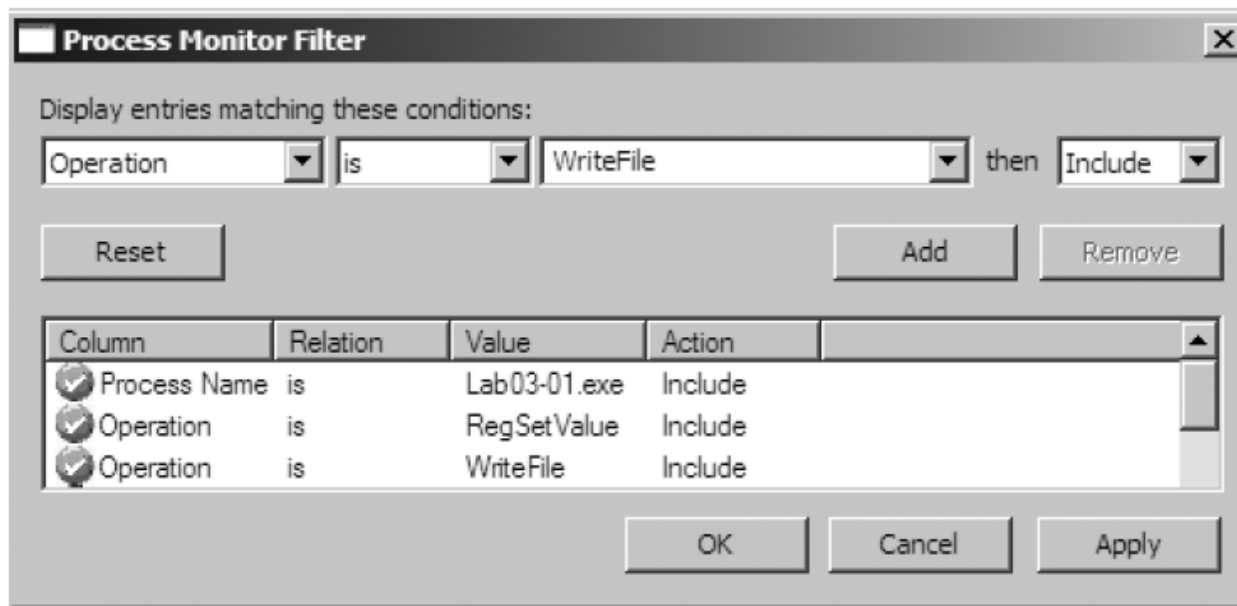 Process Monitor Filter
Display entries matching these conditions:
Operation is WriteFile then Include
Reset Add Remove
Column Relation Value Action
Process Name is Lab03-01.exe Include
Operation is RegSetValue Include
Operation is WriteFile Include
OK Cancel Apply